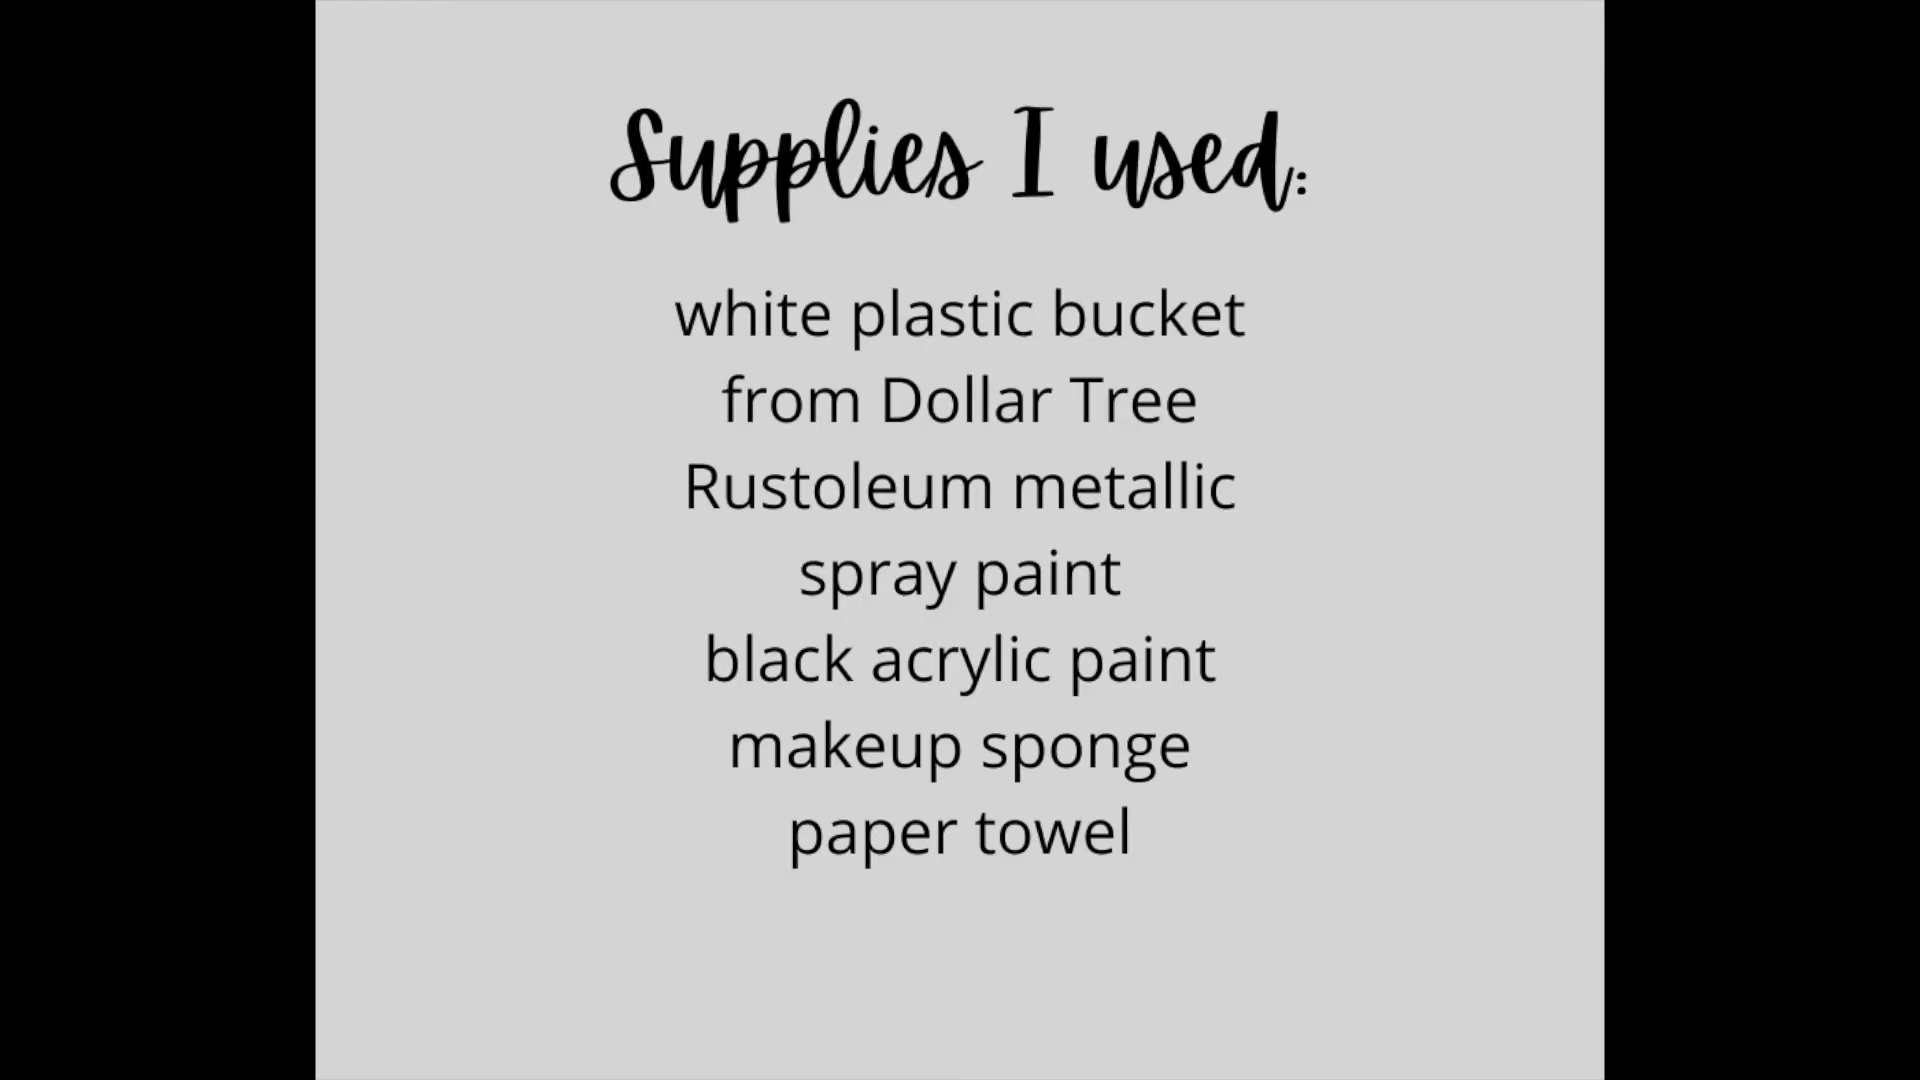 Supplies I used:
white plastic bucket
from Dollar Tree
Rustoleum metallic
spray paint
black acrylic paint
makeup sponge
paper towel